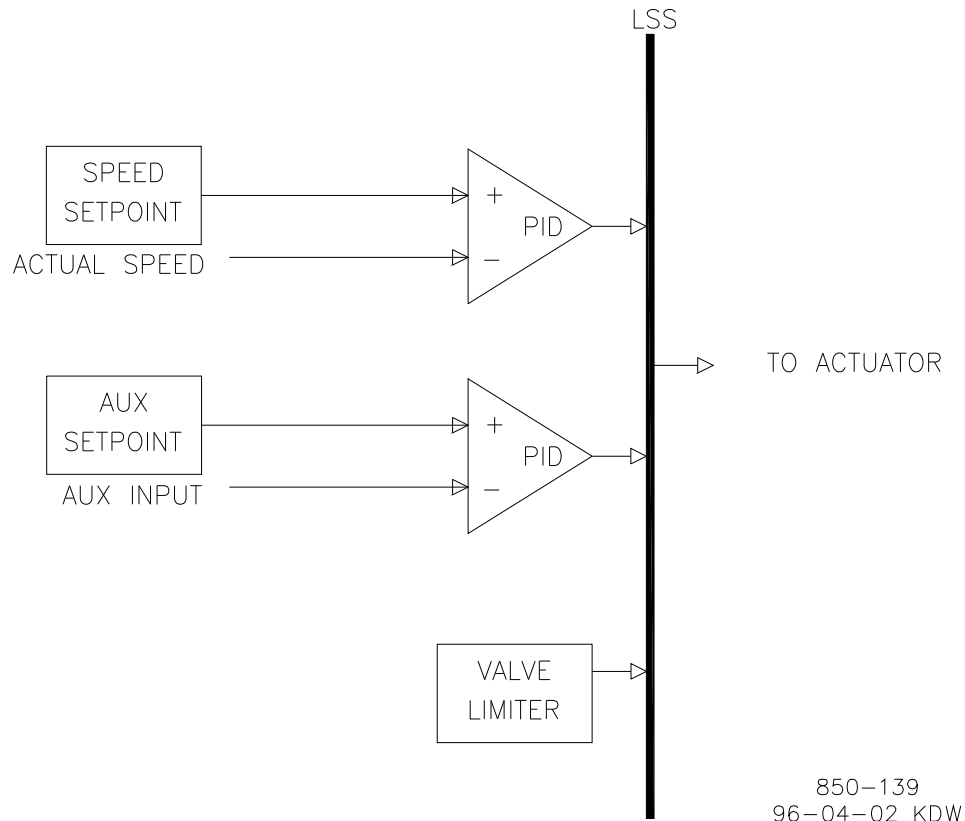 LSS
SPEED
SETPOINT
+
PID
−
ACTUAL SPEED
TO ACTUATOR
AUX
SETPOINT
+
PID
−
AUX INPUT
VALVE
LIMITER
850−139
96−04−02 KDW